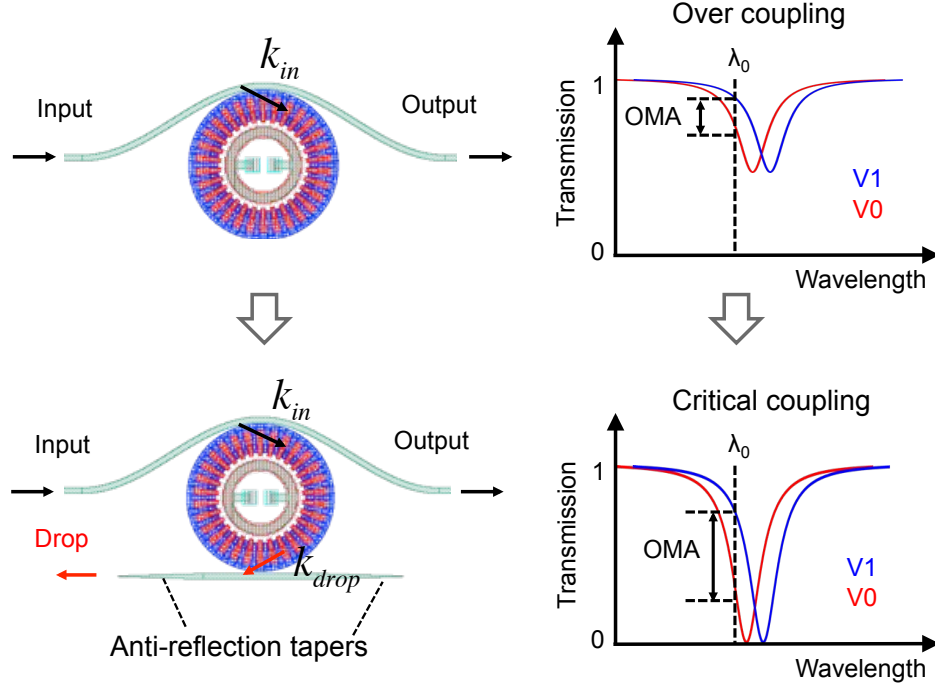 k_in
Input
Output
Over coupling
Transmission
1
0
λ0
OMA
V1
V0
Wavelength
k_in
Input
Output
Drop
k_drop
Anti-reflection tapers
Critical coupling
Transmission
1
0
λ0
OMA
V1
V0
Wavelength